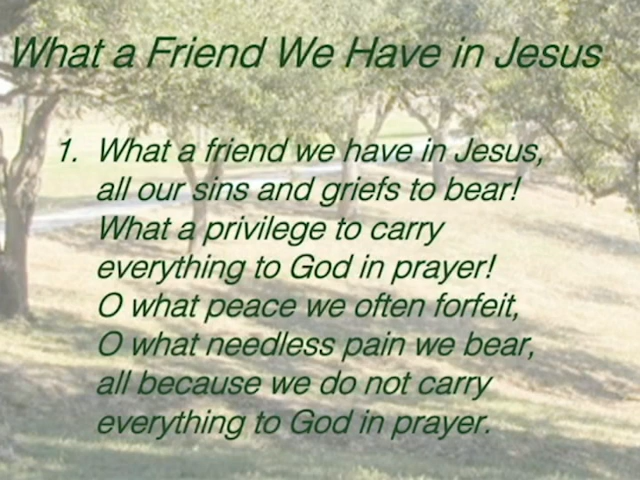 What a Friend We Have in Jesus
1. What a friend we have in Jesus,
all our sins and griefs to bear!
What a privilege to carry
everything to God in prayer!
O what peace we often forfeit,
O what needless pain we bear,
all because we do not carry
everything to God in prayer.